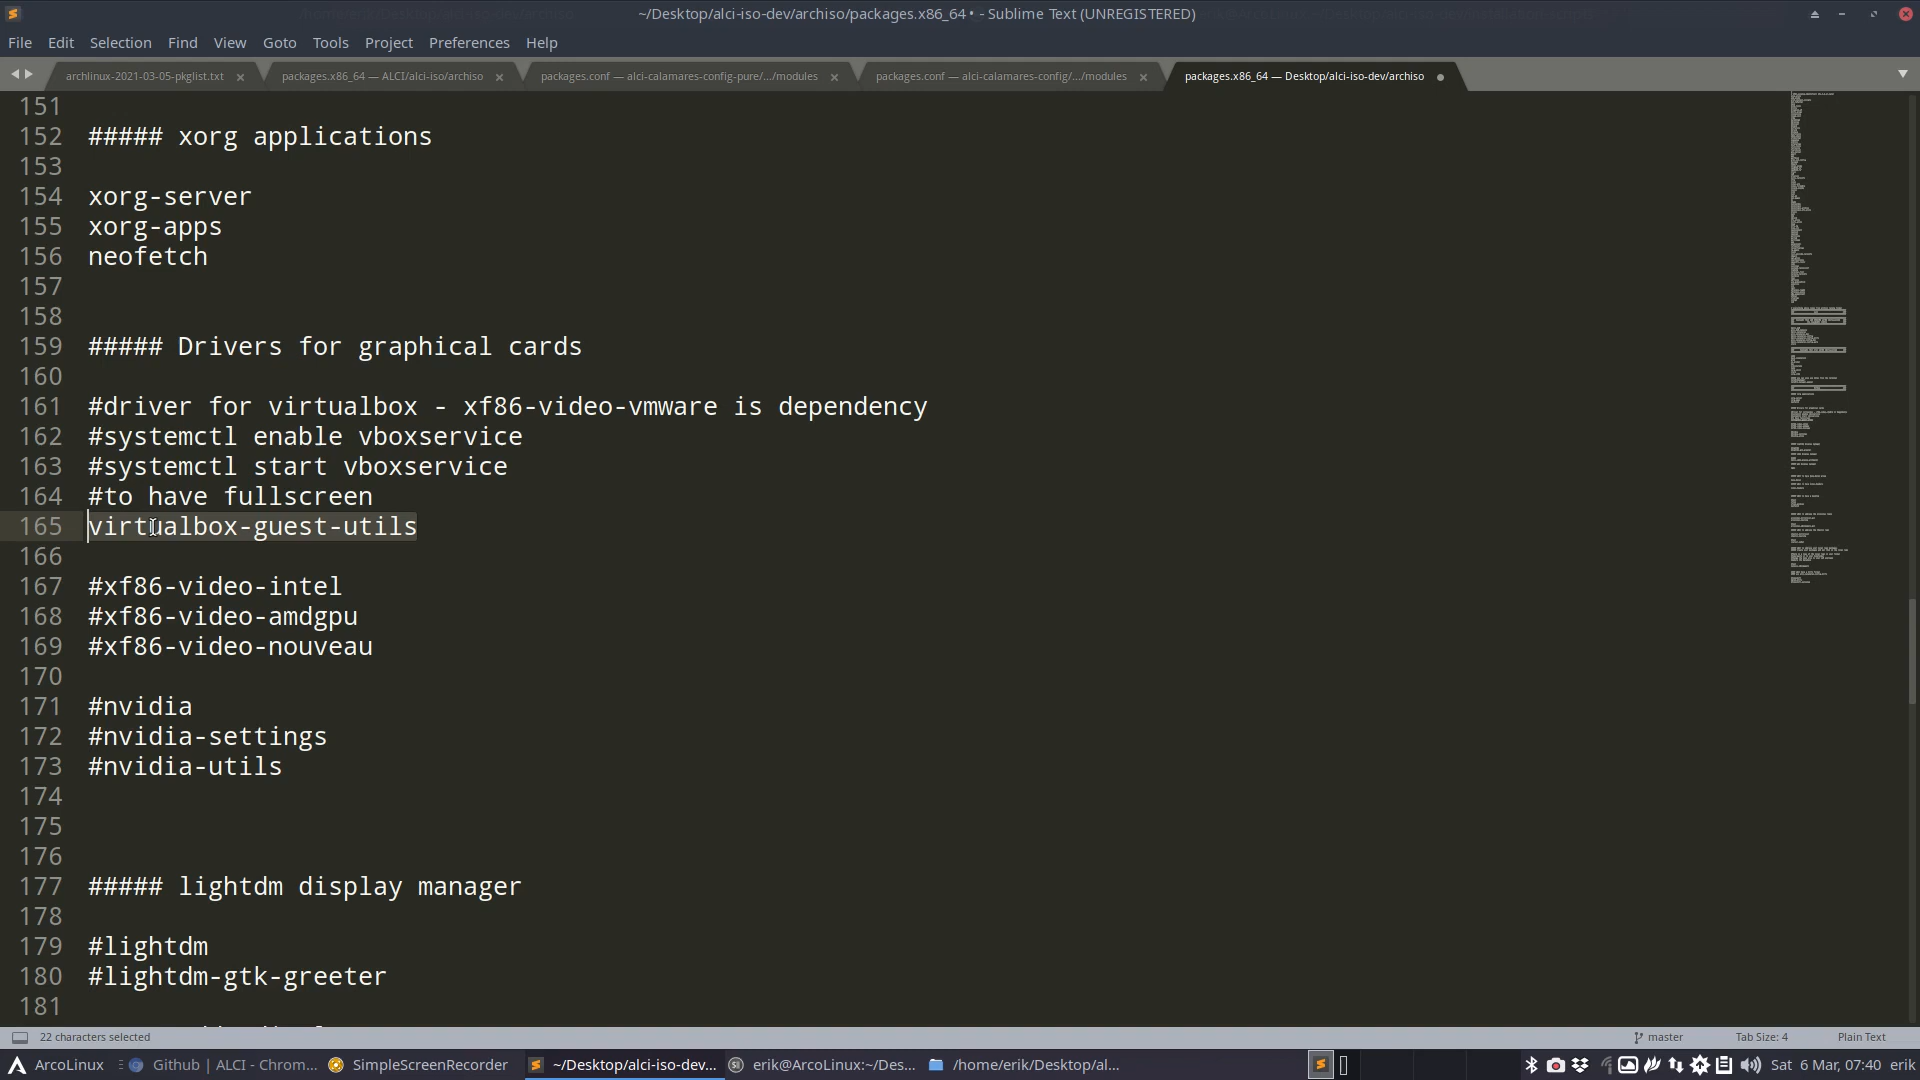 ~/Desktop/alci-iso-dev/archiso/packages.x86_64 • - Sublime Text (UNREGISTERED)
File Edit Selection Find View Goto Tools Project Preferences Help
archlinux-2021-03-05-pkglist.txt
packages.x86_64 — ALCI/alci-iso/archiso
packages.conf — alci-calamares-config-pure/.../modules
packages.conf — alci-calamares-config/.../modules
packages.x86_64 — Desktop/alci-iso-dev/archiso
151
152 ##### xorg applications
153
154 xorg-server
155 xorg-apps
156 neofetch
157
158
159 ##### Drivers for graphical cards
160
161 #driver for virtualbox - xf86-video-vmware is dependency
162 #systemctl enable vboxservice
163 #systemctl start vboxservice
164 #to have fullscreen
165 virtualbox-guest-utils
166
167 #xf86-video-intel
168 #xf86-video-amdgpu
169 #xf86-video-nouveau
170
171 #nvidia
172 #nvidia-settings
173 #nvidia-utils
174
175
176
177 ##### lightdm display manager
178
179 #lightdm
180 #lightdm-gtk-greeter
181
22 characters selected master Tab Size: 4 Plain Text
ArcoLinux Github | ALCI - Chrom... SimpleScreenRecorder ~/Desktop/alci-iso-dev... erik@ArcoLinux:~/Des... /home/erik/Desktop/al... Sat 6 Mar, 07:40 erik